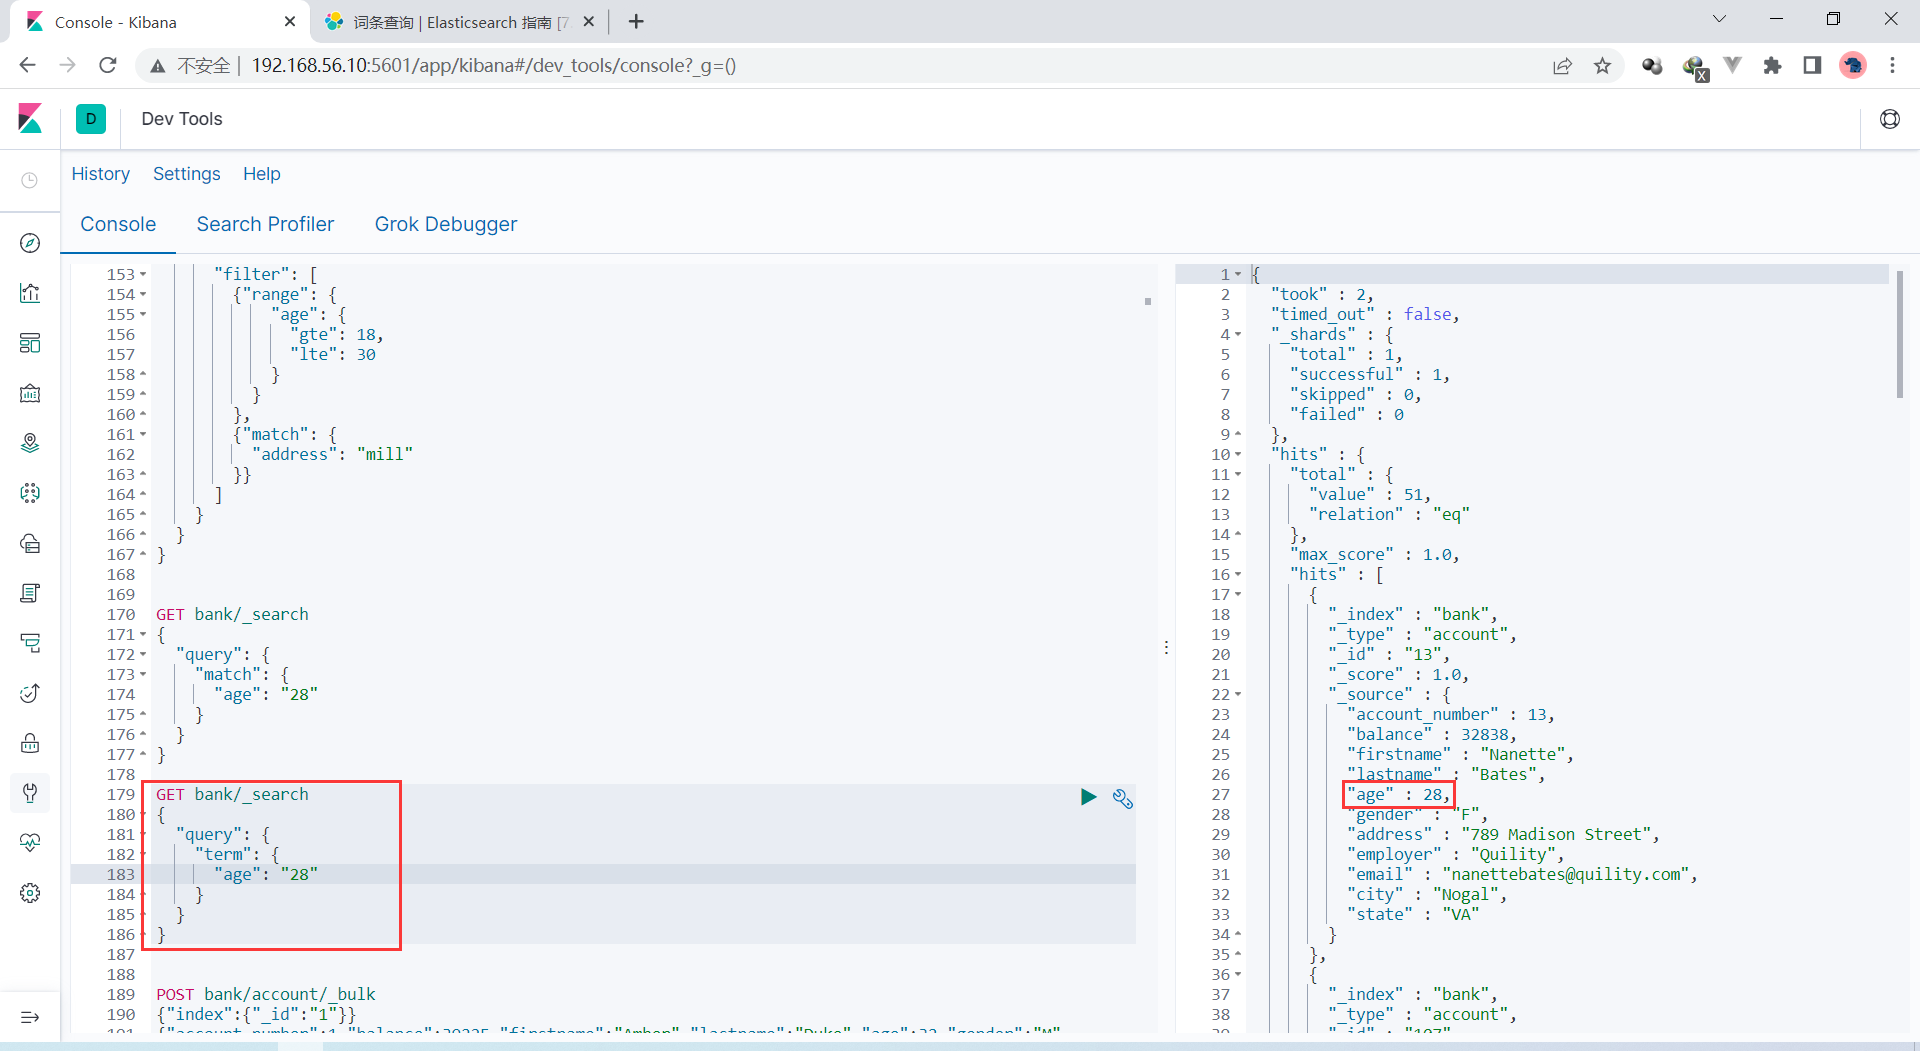 Console - Kibana
词条查询 | Elasticsearch 指南 [7
不安全 | 192.168.56.10:5601/app/kibana#/dev_tools/console?_g=()
X
D
Dev Tools
History Settings Help
Console Search Profiler Grok Debugger
153 "filter": [
154 {"range": {
155 "age": {
156 "gte": 18,
157 "lte": 30
158 }
159 }
160 },
161 {"match": {
162 "address": "mill"
163 }}
164 ]
165 }
166 }
167 }
168
169
170 GET bank/_search
171 {
172 "query": {
173 "match": {
174 "age": "28"
175 }
176 }
177 }
178
179 GET bank/_search
180 {
181 "query": {
182 "term": {
183 "age": "28"
184 }
185 }
186 }
187
188
189 POST bank/account/_bulk
190 {"index":{"_id":"1"}}
1 {
2 "took" : 2,
3 "timed_out" : false,
4 "_shards" : {
5 "total" : 1,
6 "successful" : 1,
7 "skipped" : 0,
8 "failed" : 0
9 },
10 "hits" : {
11 "total" : {
12 "value" : 51,
13 "relation" : "eq"
14 },
15 "max_score" : 1.0,
16 "hits" : [
17 {
18 "_index" : "bank",
19 "_type" : "account",
20 "_id" : "13",
21 "_score" : 1.0,
22 "_source" : {
23 "account_number" : 13,
24 "balance" : 32838,
25 "firstname" : "Nanette",
26 "lastname" : "Bates",
27 "age" : 28,
28 "gender" : "F",
29 "address" : "789 Madison Street",
30 "employer" : "Quility",
31 "email" : "nanettebates@quility.com",
32 "city" : "Nogal",
33 "state" : "VA"
34 }
35 },
36 {
37 "_index" : "bank",
38 "_type" : "account",